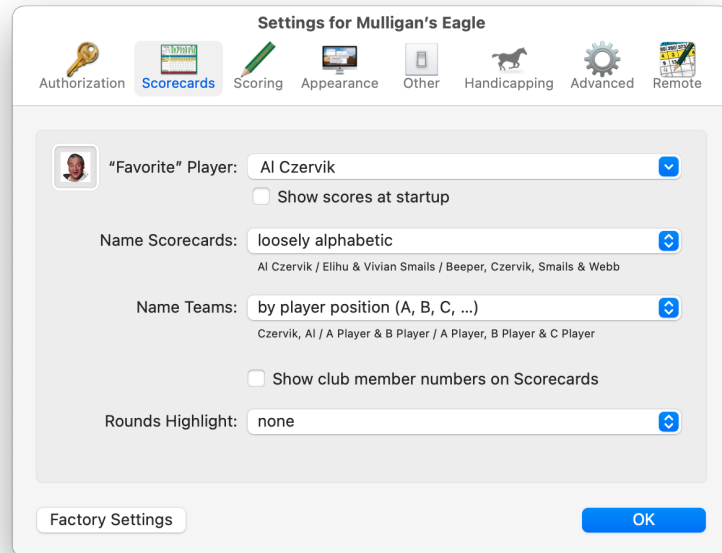 Settings for Mulligan's Eagle
Authorization Scorecards Scoring Appearance Other Handicapping Advanced Remote
“Favorite” Player: Al Czervik
Show scores at startup
Name Scorecards: loosely alphabetic
Al Czervik / Elihu & Vivian Smails / Beeper, Czervik, Smails & Webb
Name Teams: by player position (A, B, C, ...)
Czervik, Al / A Player & B Player / A Player, B Player & C Player
Show club member numbers on Scorecards
Rounds Highlight: none
Factory Settings OK